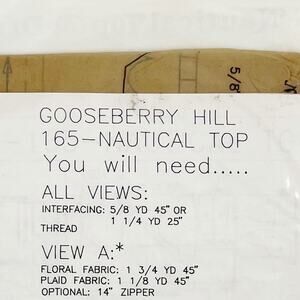 5/8"
GOOSEBERRY HILL
165-NAUTICAL TOP
You will need.....
ALL VIEWS:
INTERFACING: 5/8 YD 45" OR
1 1/4 YD 25"
THREAD
VIEW A:*
FLORAL FABRIC: 1 3/4 YD 45"
PLAID FABRIC: 1 1/8 YD 45"
OPTIONAL: 14" ZIPPER